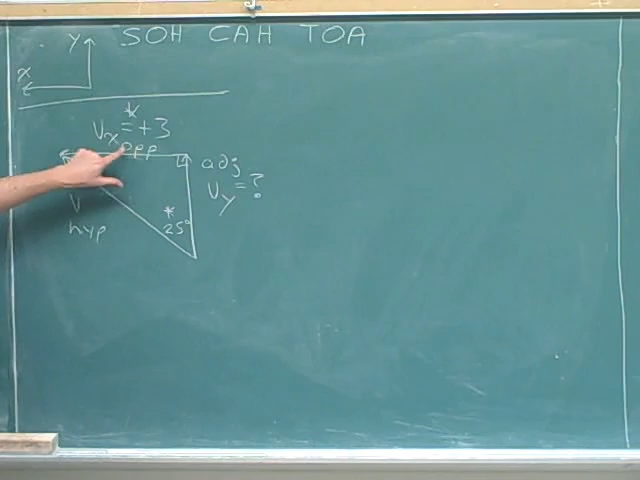 SOH CAH TOA
y
x
*
Vx = +3
opp
adj
Vy = ?
*
25°
V
hyp